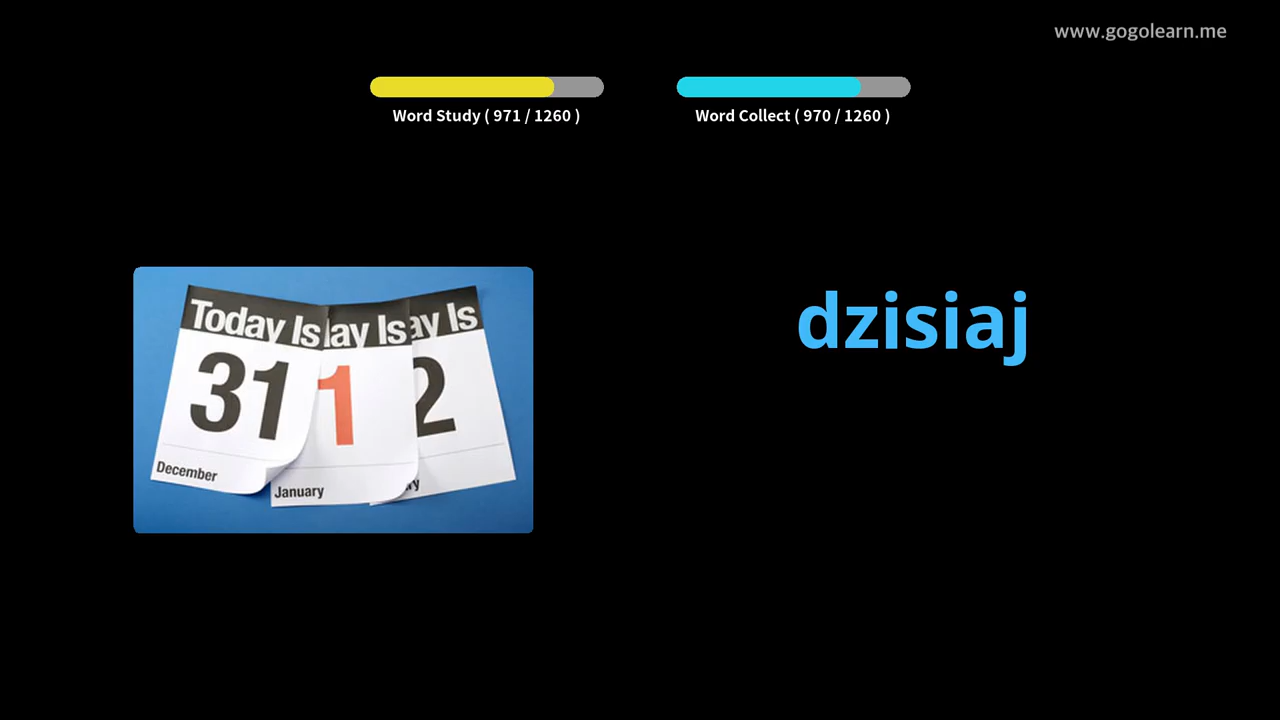 www.gogolearn.me
Word Study ( 971 / 1260 )
Word Collect ( 970 / 1260 )
dzisiaj
Today Is
ay Is
ay Is
31
1
2
December
January
ry